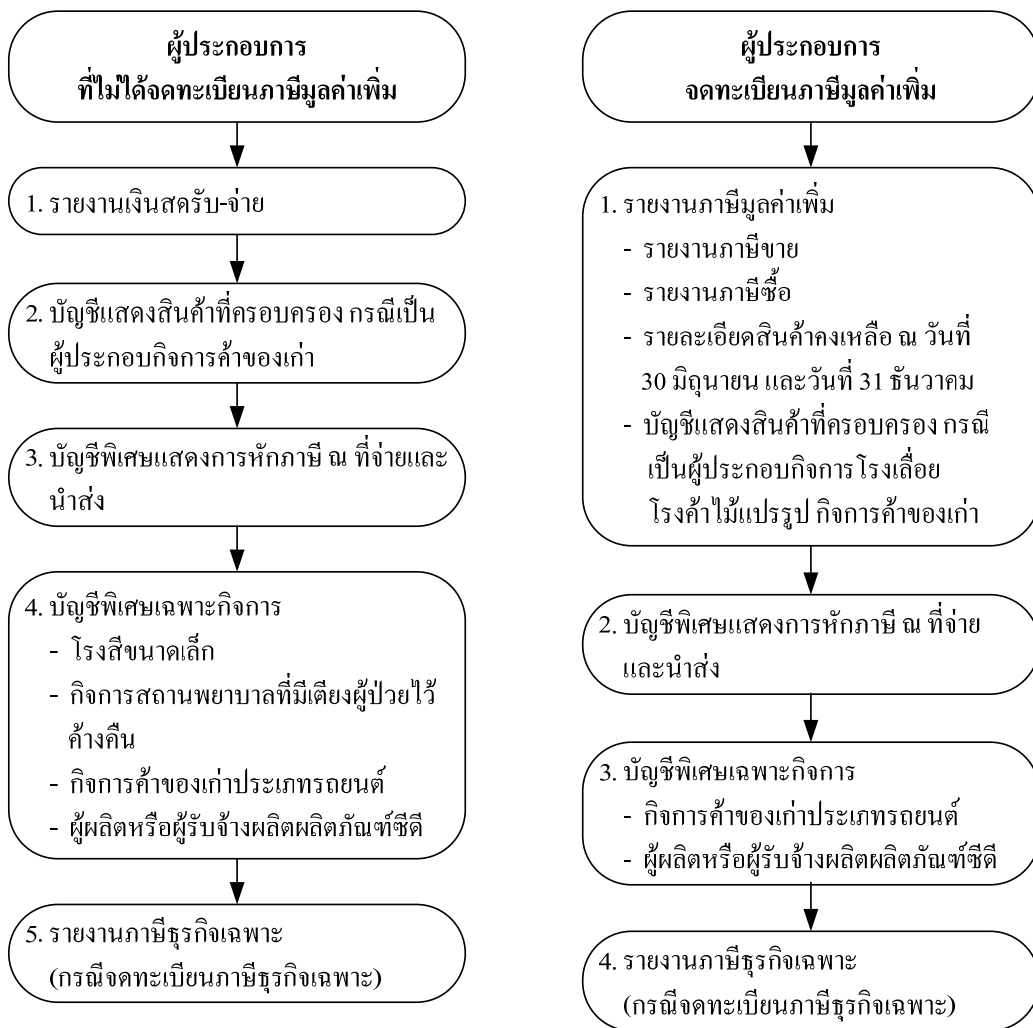 ผู้ประกอบการ
ที่ไม่ได้จดทะเบียนภาษีมูลค่าเพิ่ม
1. รายงานเงินสดรับ-จ่าย
2. บัญชีแสดงสินค้าที่ครอบครอง กรณีเป็น
ผู้ประกอบกิจการค้าของเก่า
3. บัญชีพิเศษแสดงการหักภาษี ณ ที่จ่ายและ
นำส่ง
4. บัญชีพิเศษเฉพาะกิจการ
- โรงสีขนาดเล็ก
- กิจการสถานพยาบาลที่มีเตียงผู้ป่วยไว้
ค้างคืน
- กิจการค้าของเก่าประเภทรถยนต์
- ผู้ผลิตหรือผู้รับจ้างผลิตผลิตภัณฑ์ซีดี
5. รายงานภาษีธุรกิจเฉพาะ
(กรณีจดทะเบียนภาษีธุรกิจเฉพาะ)
ผู้ประกอบการ
จดทะเบียนภาษีมูลค่าเพิ่ม
1. รายงานภาษีมูลค่าเพิ่ม
- รายงานภาษีขาย
- รายงานภาษีซื้อ
- รายละเอียดสินค้าคงเหลือ ณ วันที่
30 มิถุนายน และวันที่ 31 ธันวาคม
- บัญชีแสดงสินค้าที่ครอบครอง กรณี
เป็นผู้ประกอบกิจการโรงเลื่อย
โรงค้าไม้แปรรูป กิจการค้าของเก่า
2. บัญชีพิเศษแสดงการหักภาษี ณ ที่จ่าย
และนำส่ง
3. บัญชีพิเศษเฉพาะกิจการ
- กิจการค้าของเก่าประเภทรถยนต์
- ผู้ผลิตหรือผู้รับจ้างผลิตผลิตภัณฑ์ซีดี
4. รายงานภาษีธุรกิจเฉพาะ
(กรณีจดทะเบียนภาษีธุรกิจเฉพาะ)